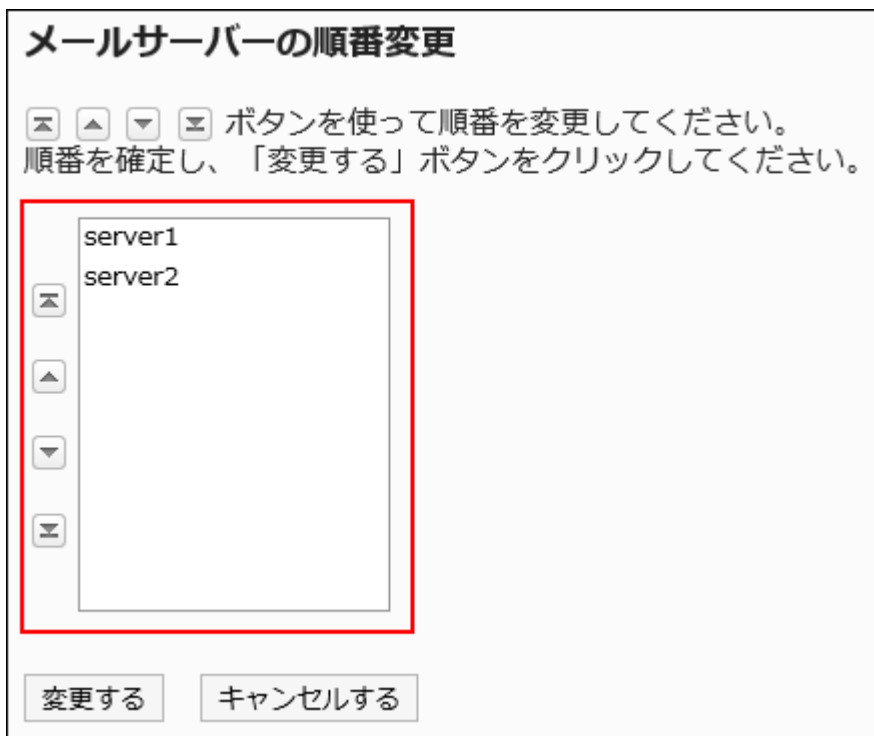 メールサーバーの順番変更
ボタンを使って順番を変更してください。
順番を確定し、「変更する」ボタンをクリックしてください。
server1
server2
変更する
キャンセルする